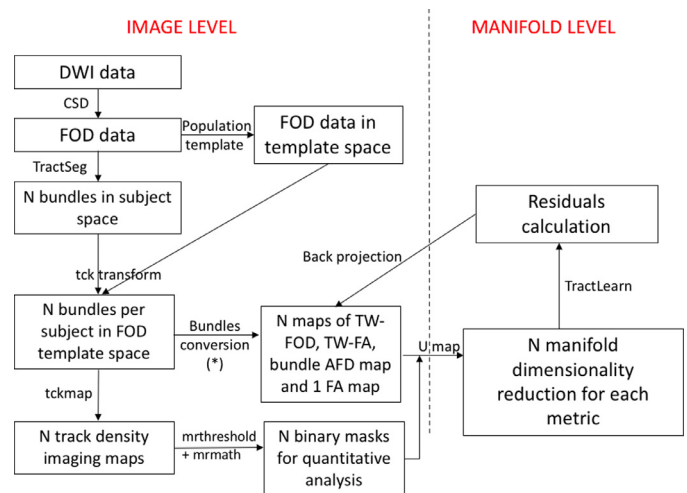 IMAGE LEVEL
MANIFOLD LEVEL
DWI data
CSD
FOD data
Population
template
FOD data in
template space
TractSeg
N bundles in subject
space
Residuals
calculation
tck transform
Back projection
TractLearn
N bundles per
subject in FOD
template space
Bundles
conversion
(*)
N maps of TW-
FOD, TW-FA,
bundle AFD map
and 1 FA map
U map
N manifold
dimensionality
reduction for each
metric
tckmap
N track density
imaging maps
mrthreshold
+ mrmath
N binary masks
for quantitative
analysis